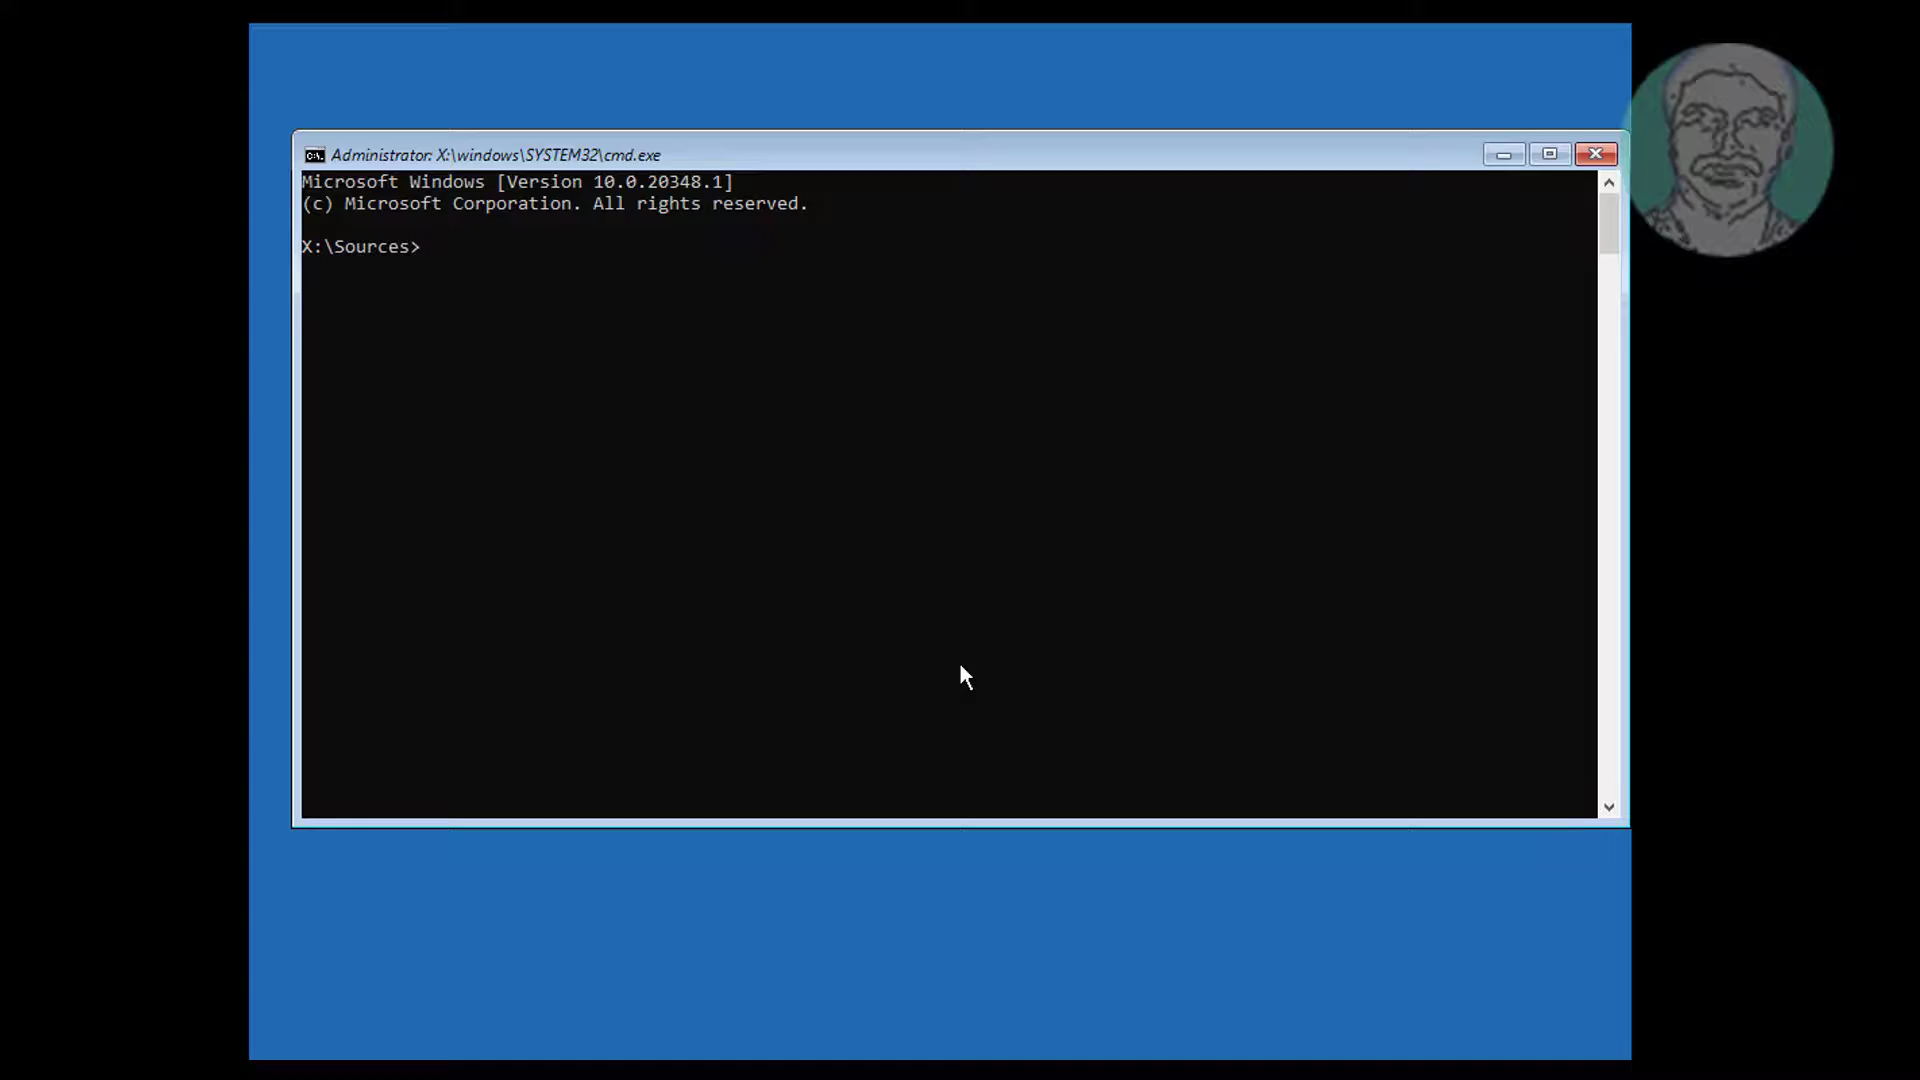 Administrator: X:\windows\SYSTEM32\cmd.exe
Microsoft Windows [Version 10.0.20348.1]
(c) Microsoft Corporation. All rights reserved.
X:\Sources>